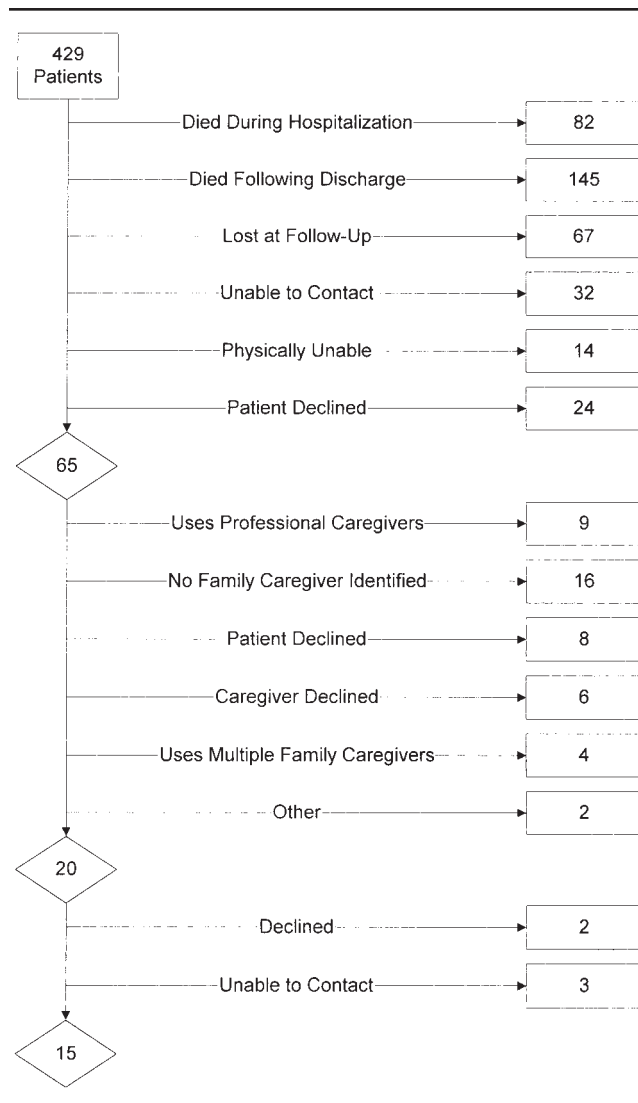 429
Patients
Died During Hospitalization 82
Died Following Discharge 145
Lost at Follow-Up 67
Unable to Contact 32
Physically Unable 14
Patient Declined 24
65
Uses Professional Caregivers 9
No Family Caregiver Identified 16
Patient Declined 8
Caregiver Declined 6
Uses Multiple Family Caregivers 4
Other 2
20
Declined 2
Unable to Contact 3
15